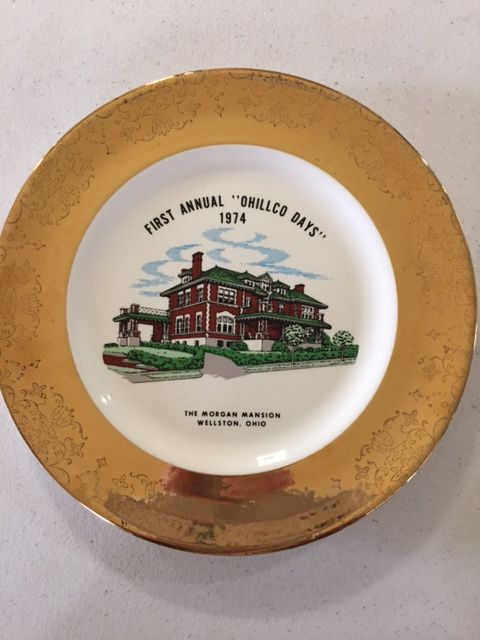 FIRST ANNUAL "OHILLCO DAYS"
1974
THE MORGAN MANSION
WELLSTON, OHIO